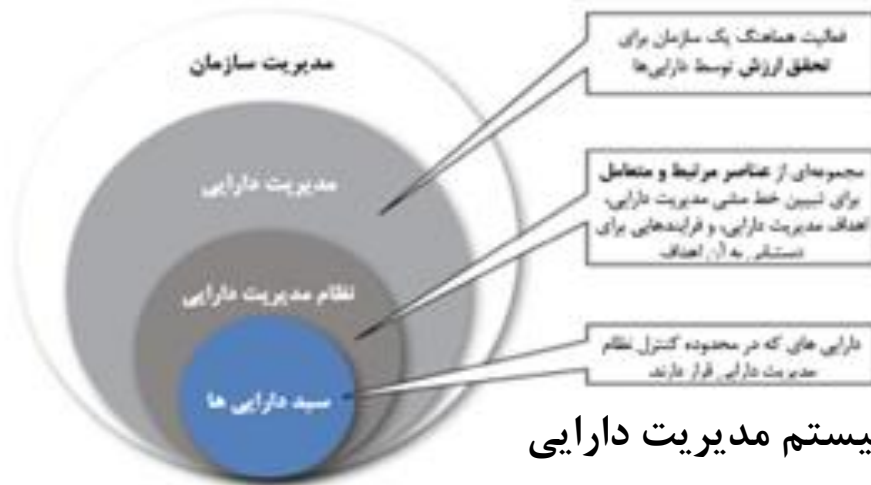 مدیریت سازمان
مدیریت دارایی
نظام مدیریت دارایی
سبد دارایی ها
فعالیت هماهنگ یک سازمان برای
تحقق ارزش توسط دارایی‌ها
مجموعه‌ای از عناصر مرتبط و متعامل
برای تبیین خط مشی مدیریت دارایی،
اهداف مدیریت دارایی، و فرایندهایی برای
دستیابی به آن اهداف
دارایی های که در محدوده کنترل نظام
مدیریت دارایی قرار دارند
یستم مدیریت دارایی